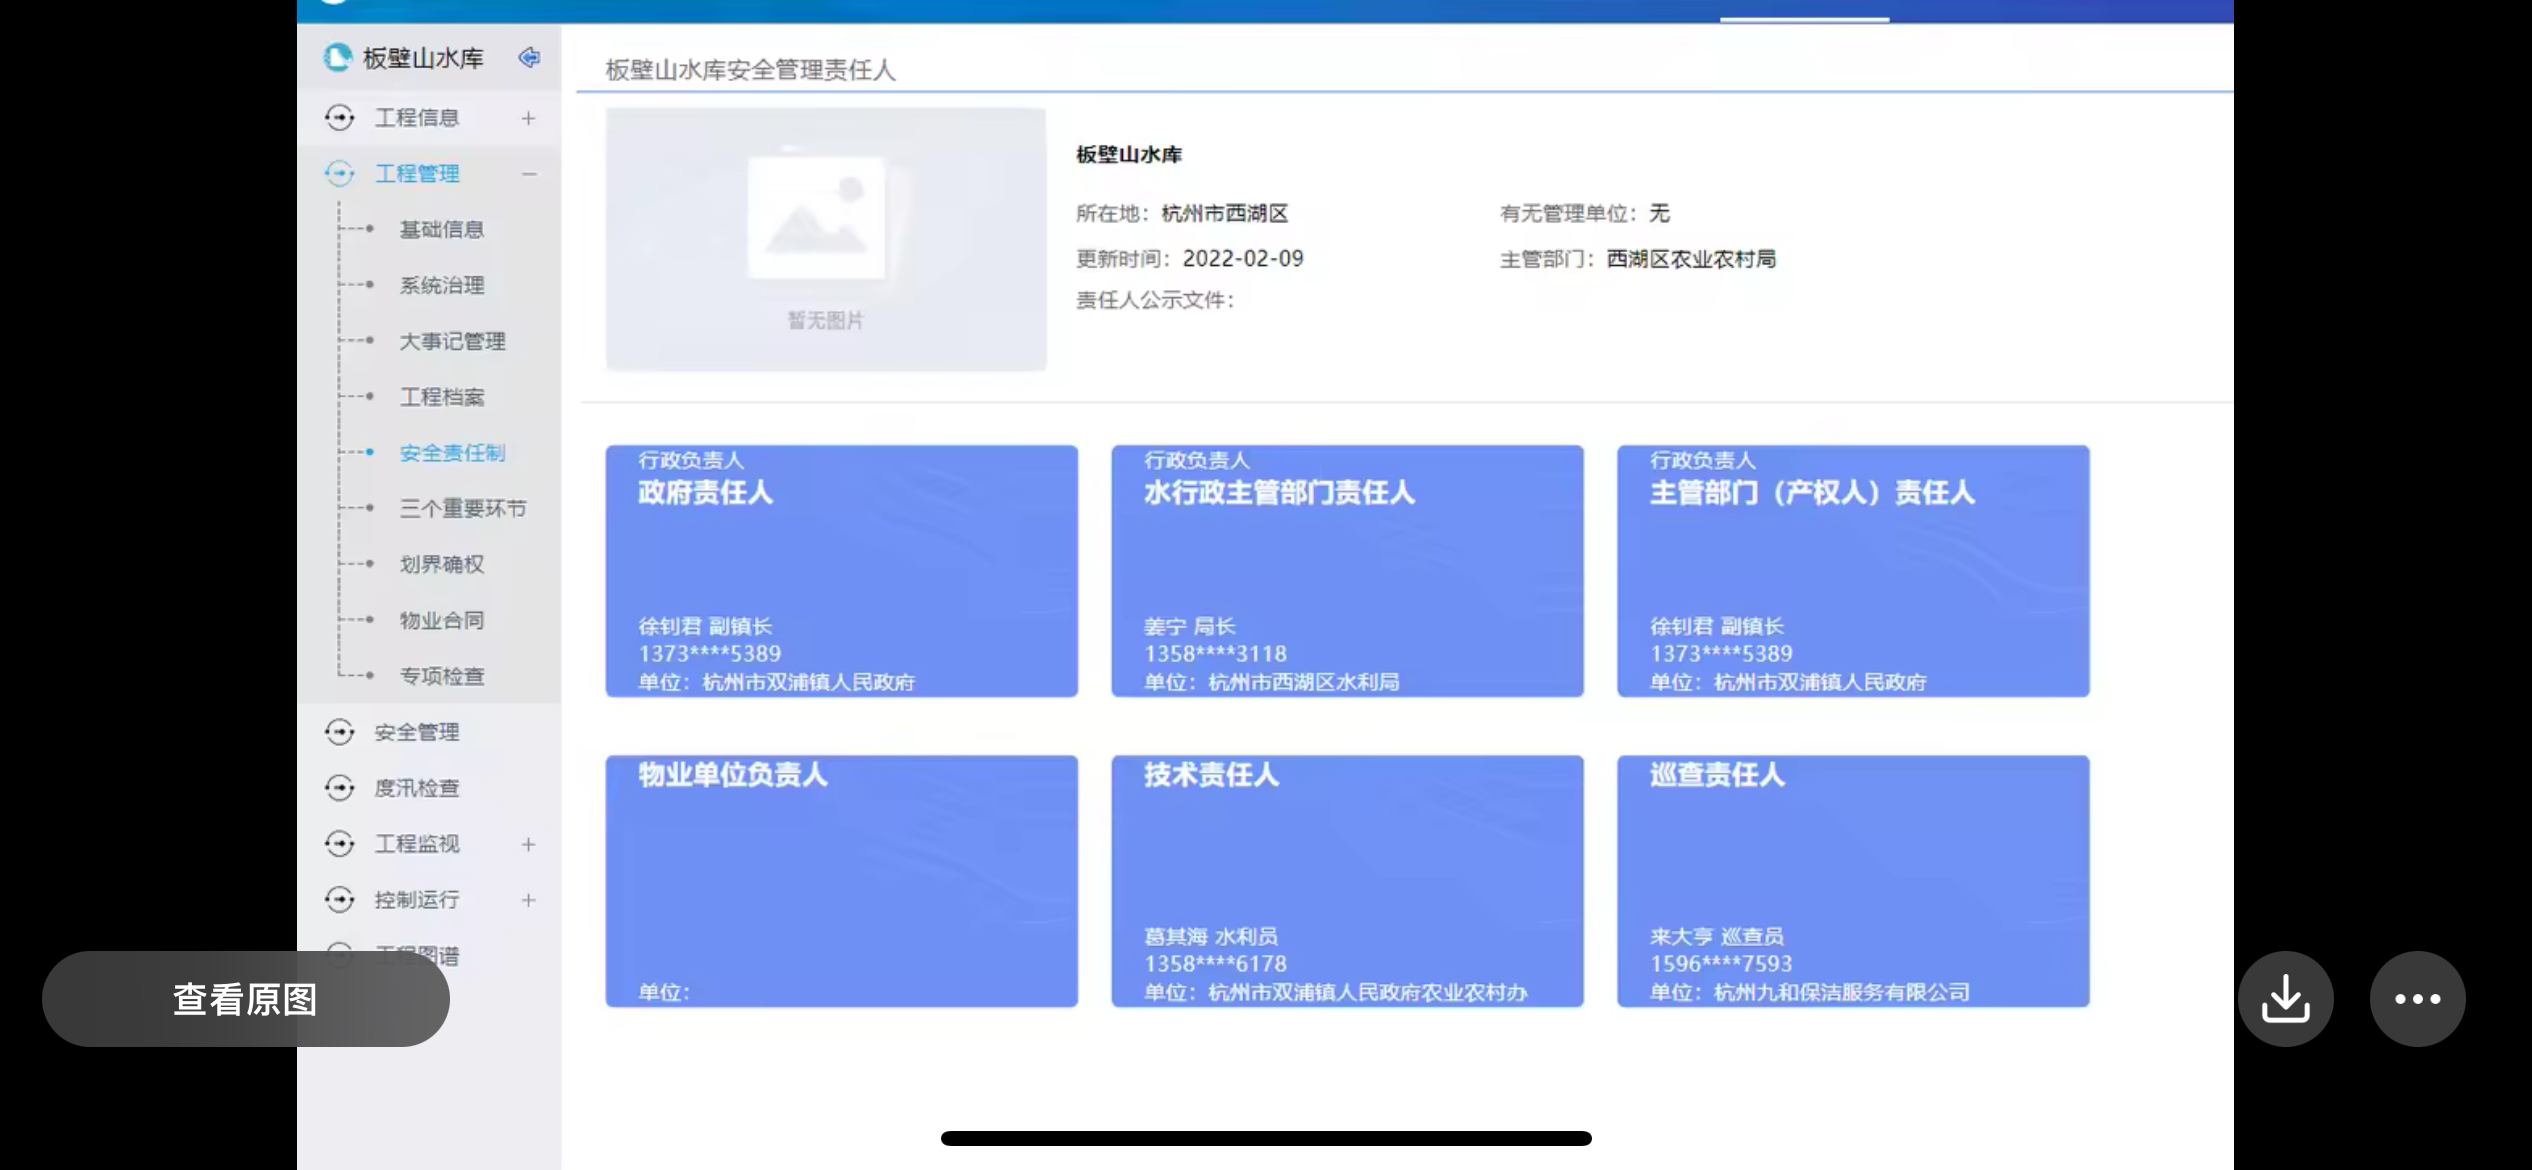 板壁山水库
工程信息
工程管理
基础信息
系统治理
大事记管理
工程档案
安全责任制
三个重要环节
划界确权
物业合同
专项检查
安全管理
度汛检查
工程监视
控制运行
工程图谱
查看原图
板壁山水库安全管理责任人
暂无图片
板壁山水库
所在地：杭州市西湖区
有无管理单位：无
更新时间：2022-02-09
主管部门：西湖区农业农村局
责任人公示文件：
行政负责人
政府责任人
徐钊君 副镇长
1373****5389
单位：杭州市双浦镇人民政府
行政负责人
水行政主管部门责任人
姜宁 局长
1358****3118
单位：杭州市西湖区水利局
行政负责人
主管部门（产权人）责任人
徐钊君 副镇长
1373****5389
单位：杭州市双浦镇人民政府
物业单位负责人
单位：
技术责任人
葛其海 水利员
1358****6178
单位：杭州市双浦镇人民政府农业农村办
巡查责任人
来大亨 巡查员
1596****7593
单位：杭州九和保洁服务有限公司